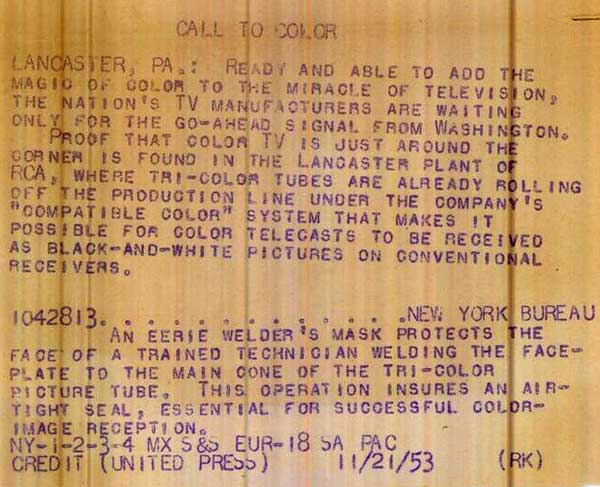 CALL TO COLOR
LANCASTER, PA.: READY AND ABLE TO ADD THE
MAGIC OF COLOR TO THE MIRACLE OF TELEVISION,
THE NATION'S TV MANUFACTURERS ARE WAITING
ONLY FOR THE GO-AHEAD SIGNAL FROM WASHINGTON.
PROOF THAT COLOR TV IS JUST AROUND THE
CORNER IS FOUND IN THE LANCASTER PLANT OF
RCA, WHERE TRI-COLOR TUBES ARE ALREADY ROLLING
OFF THE PRODUCTION LINE UNDER THE COMPANY'S
"COMPATIBLE COLOR" SYSTEM THAT MAKES IT
POSSIBLE FOR COLOR TELECASTS TO BE RECEIVED
AS BLACK-AND-WHITE PICTURES ON CONVENTIONAL
RECEIVERS.
1042813. . . . . . . . . . . .NEW YORK BUREAU
AN EERIE WELDER'S MASK PROTECTS THE
FACE OF A TRAINED TECHNICIAN WELDING THE FACE-
PLATE TO THE MAIN CONE OF THE TRI-COLOR
PICTURE TUBE. THIS OPERATION INSURES AN AIR-
TIGHT SEAL, ESSENTIAL FOR SUCCESSFUL COLOR-
IMAGE RECEPTION.
NY-1-2-3-4 MX S&S EUR-18 SA PAC
CREDIT (UNITED PRESS) 11/21/53 (RK)